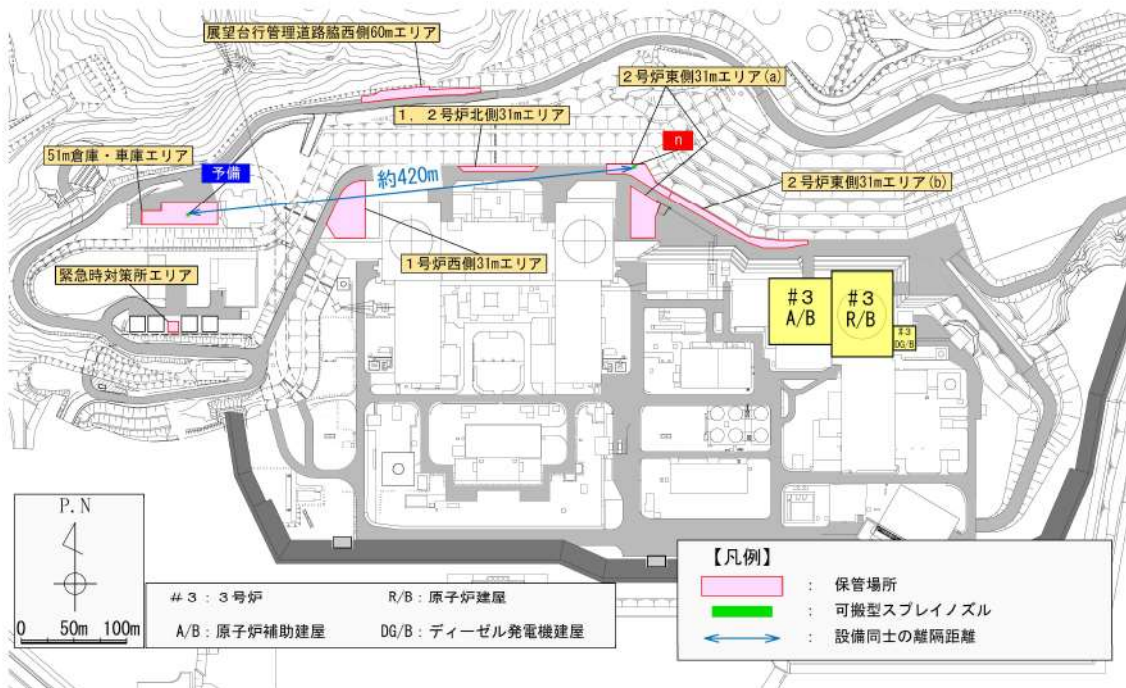 展望台行管理道路脇西側60mエリア
2号炉東側31mエリア(a)
1，2号炉北側31mエリア
n
51m倉庫・車庫エリア
予備
約420m
2号炉東側31mエリア(b)
1号炉西側31mエリア
緊急時対策所エリア
#3
A/B
#3
R/B
#3
DG/B
P.N
0 50m 100m
#3：3号炉
R/B：原子炉建屋
A/B：原子炉補助建屋
DG/B：ディーゼル発電機建屋
【凡例】
： 保管場所
： 可搬型スプレイノズル
： 設備同士の離隔距離